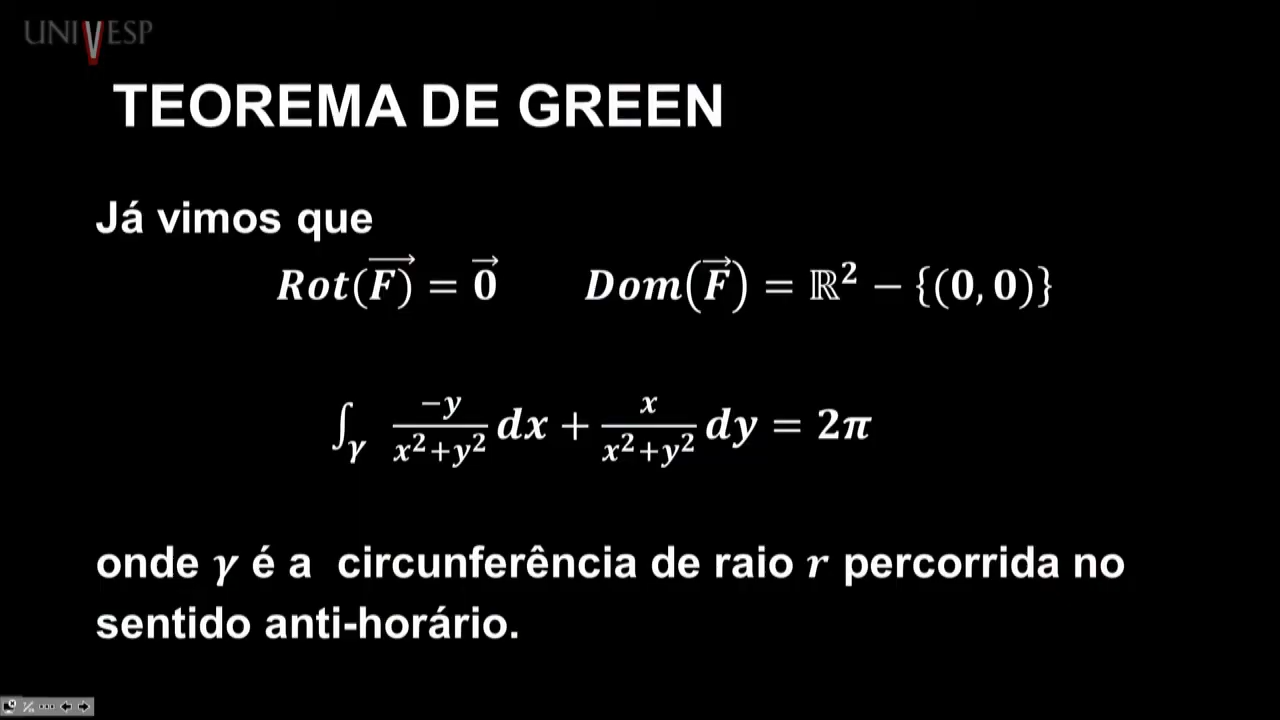 UNIVESP
TEOREMA DE GREEN
Já vimos que
Rot(F⃗) = 0⃗   Dom(F⃗) = ℝ² − {(0, 0)}
∫_γ (−y)/(x²+y²) dx + x/(x²+y²) dy = 2π
onde γ é a circunferência de raio r percorrida no
sentido anti-horário.